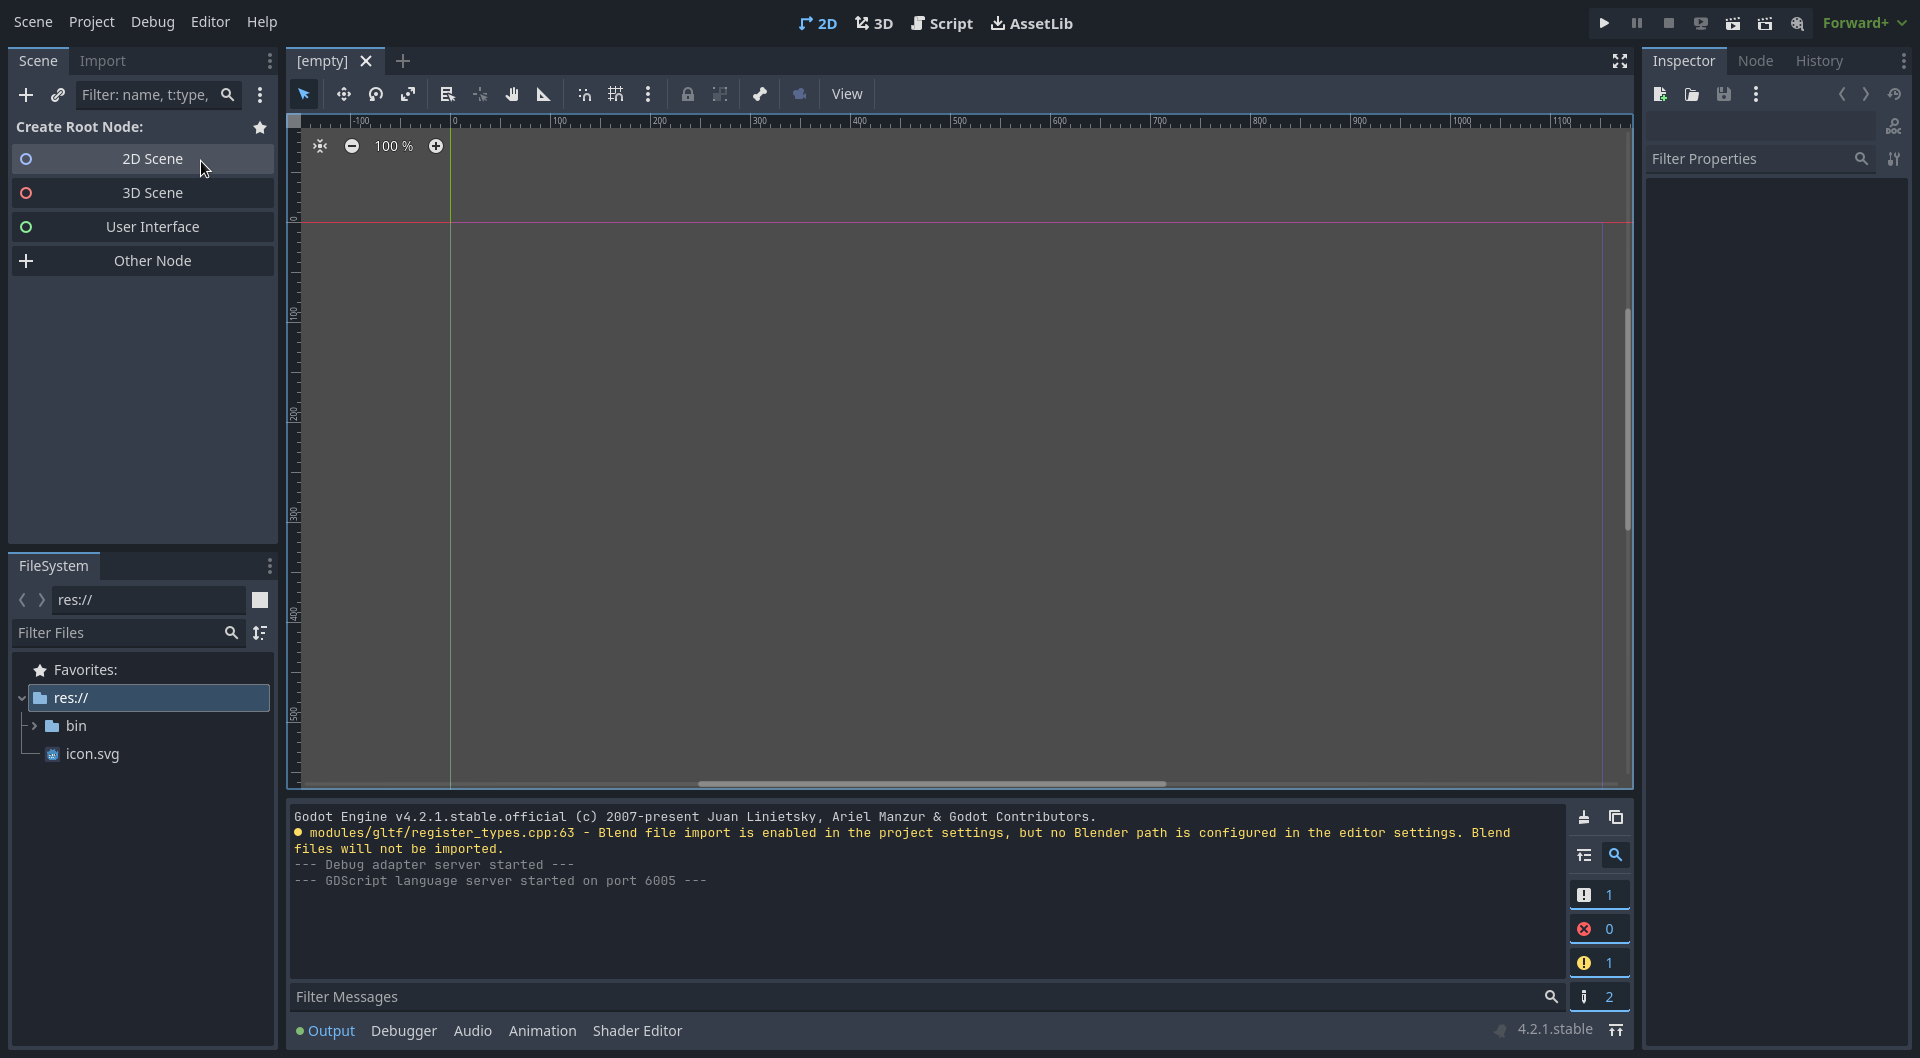 Scene Project Debug Editor Help
2D 3D Script AssetLib
Forward+
Scene Import
[empty]
Inspector Node History
Filter: name, t:type,
View
Create Root Node:
2D Scene
3D Scene
User Interface
Other Node
-100 0 100 200 300 400 500 600 700 800 900 1000 1100
100 %
0
100
200
300
400
500
Filter Properties
FileSystem
res://
Filter Files
Favorites:
res://
bin
icon.svg
Godot Engine v4.2.1.stable.official (c) 2007-present Juan Linietsky, Ariel Manzur & Godot Contributors.
modules/gltf/register_types.cpp:63 - Blend file import is enabled in the project settings, but no Blender path is configured in the editor settings. Blend
files will not be imported.
--- Debug adapter server started ---
--- GDScript language server started on port 6005 ---
1
0
1
2
Filter Messages
Output Debugger Audio Animation Shader Editor
4.2.1.stable
DOC